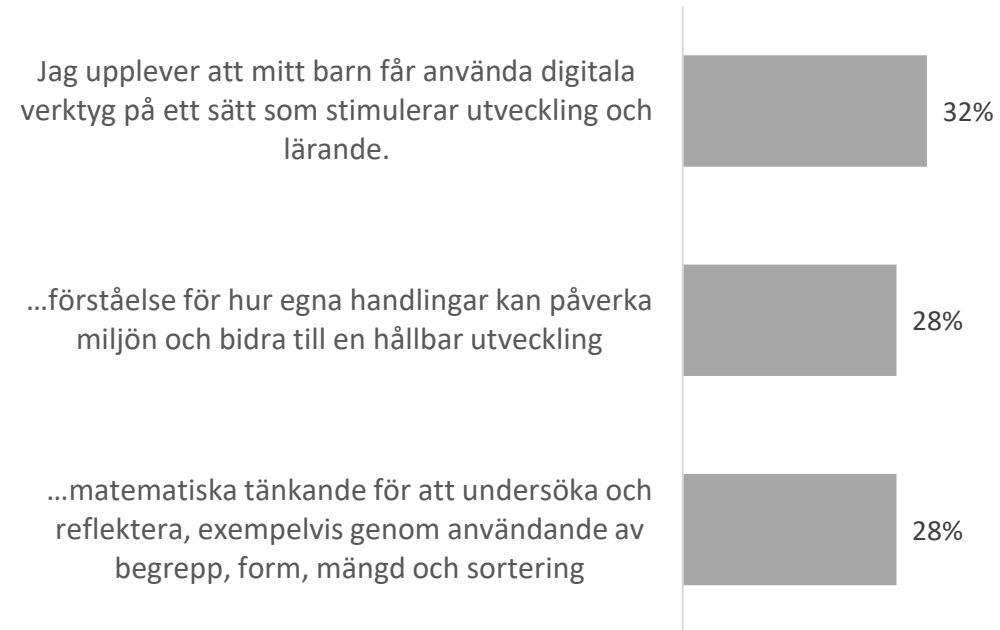 Jag upplever att mitt barn får använda digitala
verktyg på ett sätt som stimulerar utveckling och
lärande.
32%
...förståelse för hur egna handlingar kan påverka
miljön och bidra till en hållbar utveckling
28%
...matematiska tänkande för att undersöka och
reflektera, exempelvis genom användande av
begrepp, form, mängd och sortering
28%